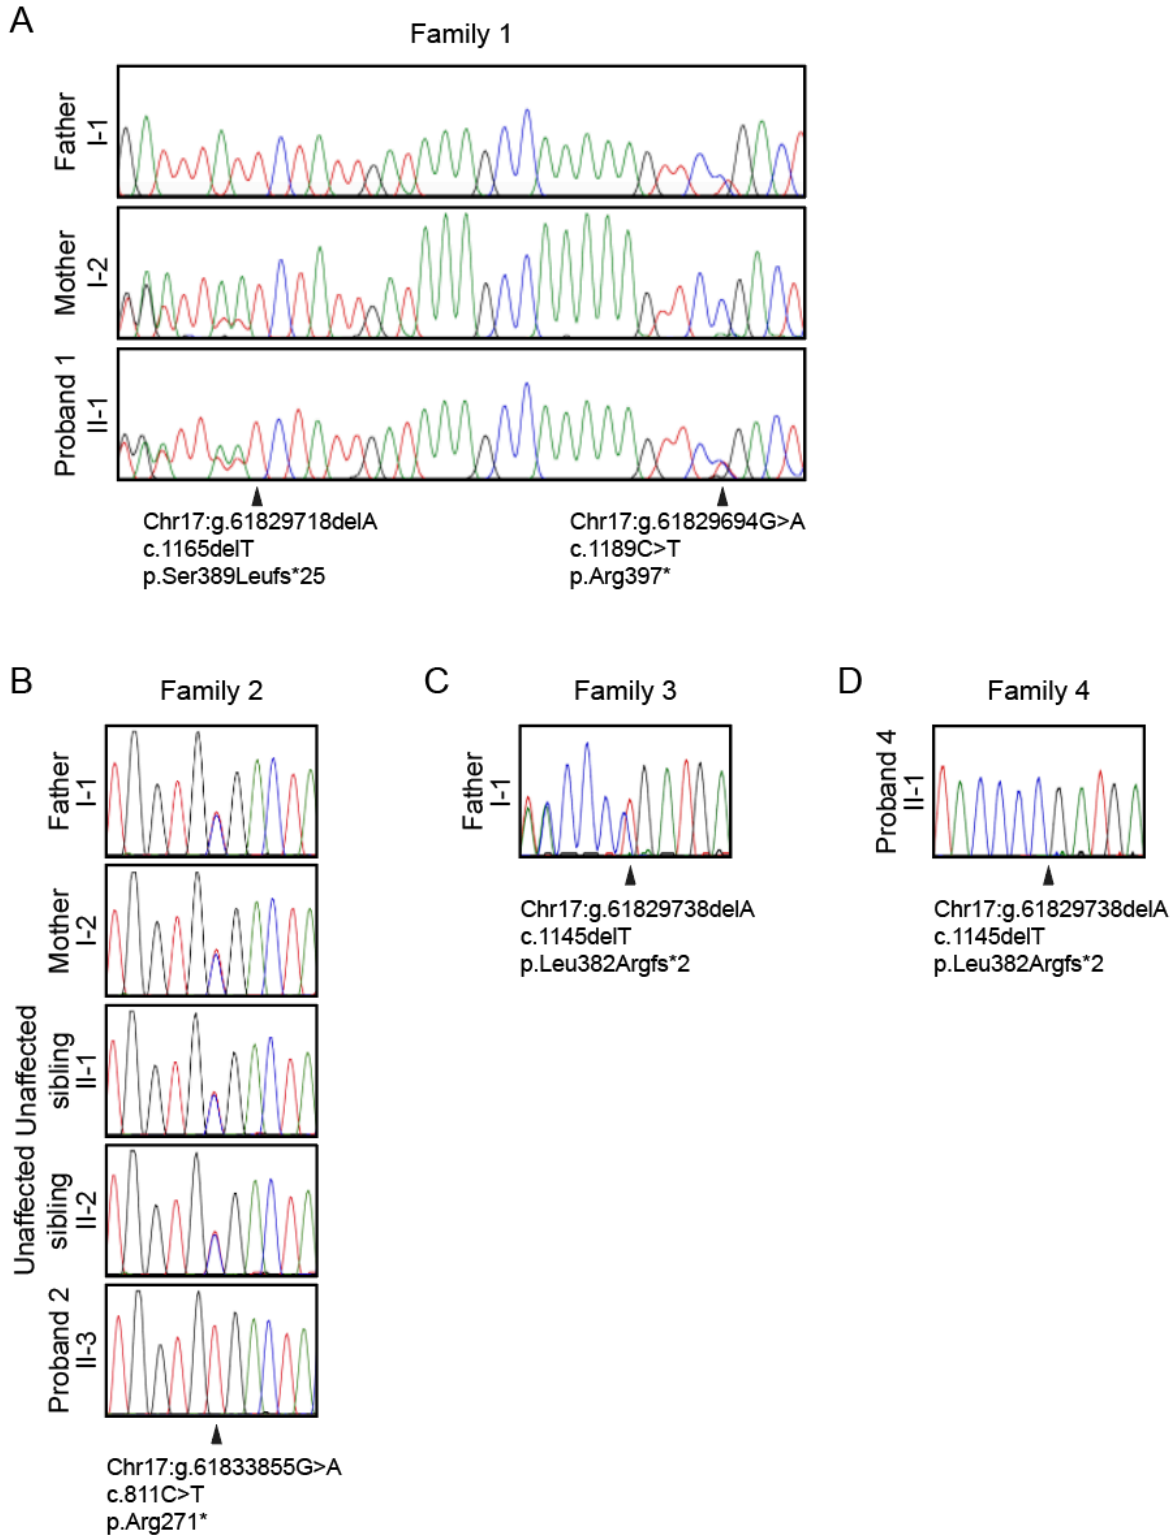 A
Family 1
Father
I-1
Mother
I-2
Proband 1
III-1
Chr17:g.61829718delA
c.1165delT
p.Ser389Leufs*25
Chr17:g.61829694G>A
c.1189C>T
p.Arg397*
B
Family 2
Father
I-1
Mother
I-2
Unaffected
sibling
II-1
Unaffected
sibling
II-2
Proband 2
II-3
Chr17:g.61833855G>A
c.811C>T
p.Arg271*
C
Family 3
Father
I-1
Chr17:g.61829738delA
c.1145delT
p.Leu382Argfs*2
D
Family 4
Proband 4
II-1
Chr17:g.61829738delA
c.1145delT
p.Leu382Argfs*2